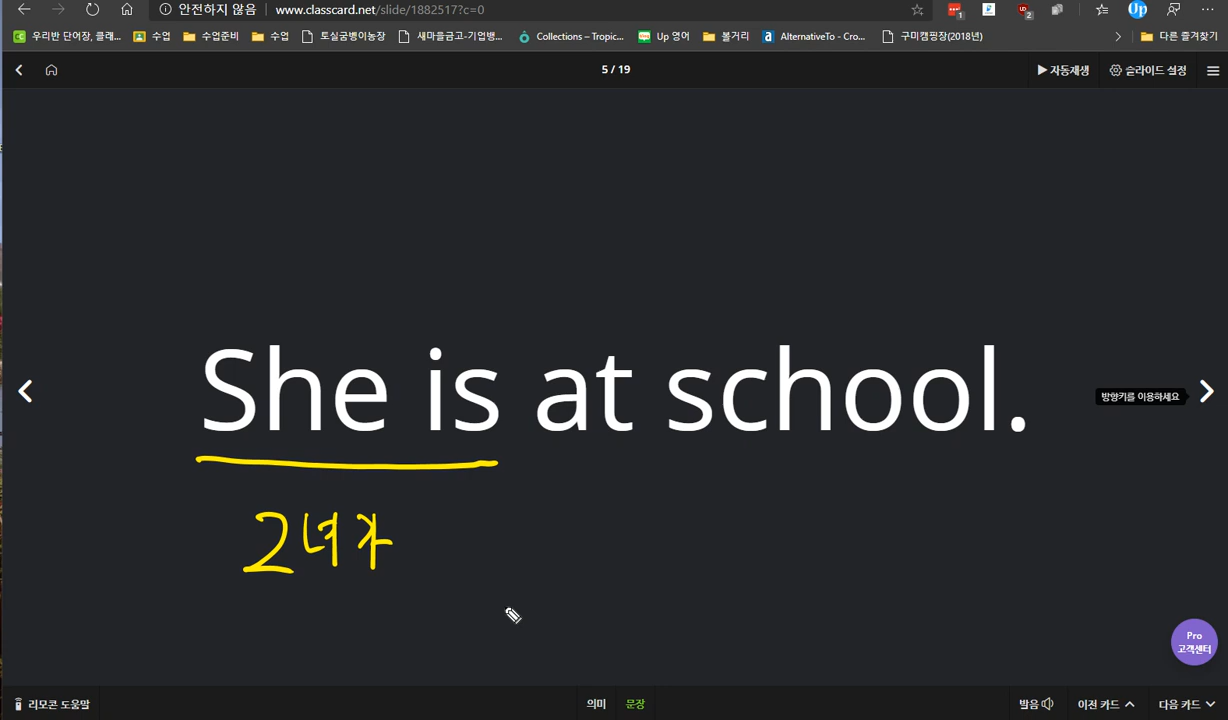 안전하지 않음 www.classcard.net/slide/1882517?c=0
우리반 단어장, 클래... 수업 수업준비 수업 토실굼벵이농장 새마을금고-기업뱅... Collections – Tropic... Up 영어 볼거리 AlternativeTo - Cro... 구미캠핑장(2018년) 다른 즐겨찾기
5 / 19 자동재생 슬라이드 설정
She is at school.
방향키를 이용하세요
그녀가
Pro
고객센터
리모콘 도움말 의미 문장 발음 이전 카드 다음 카드